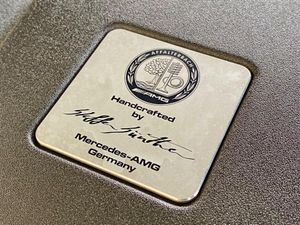 AFFALTERBACH
AMG
Handcrafted
by
Mercedes-AMG
Germany